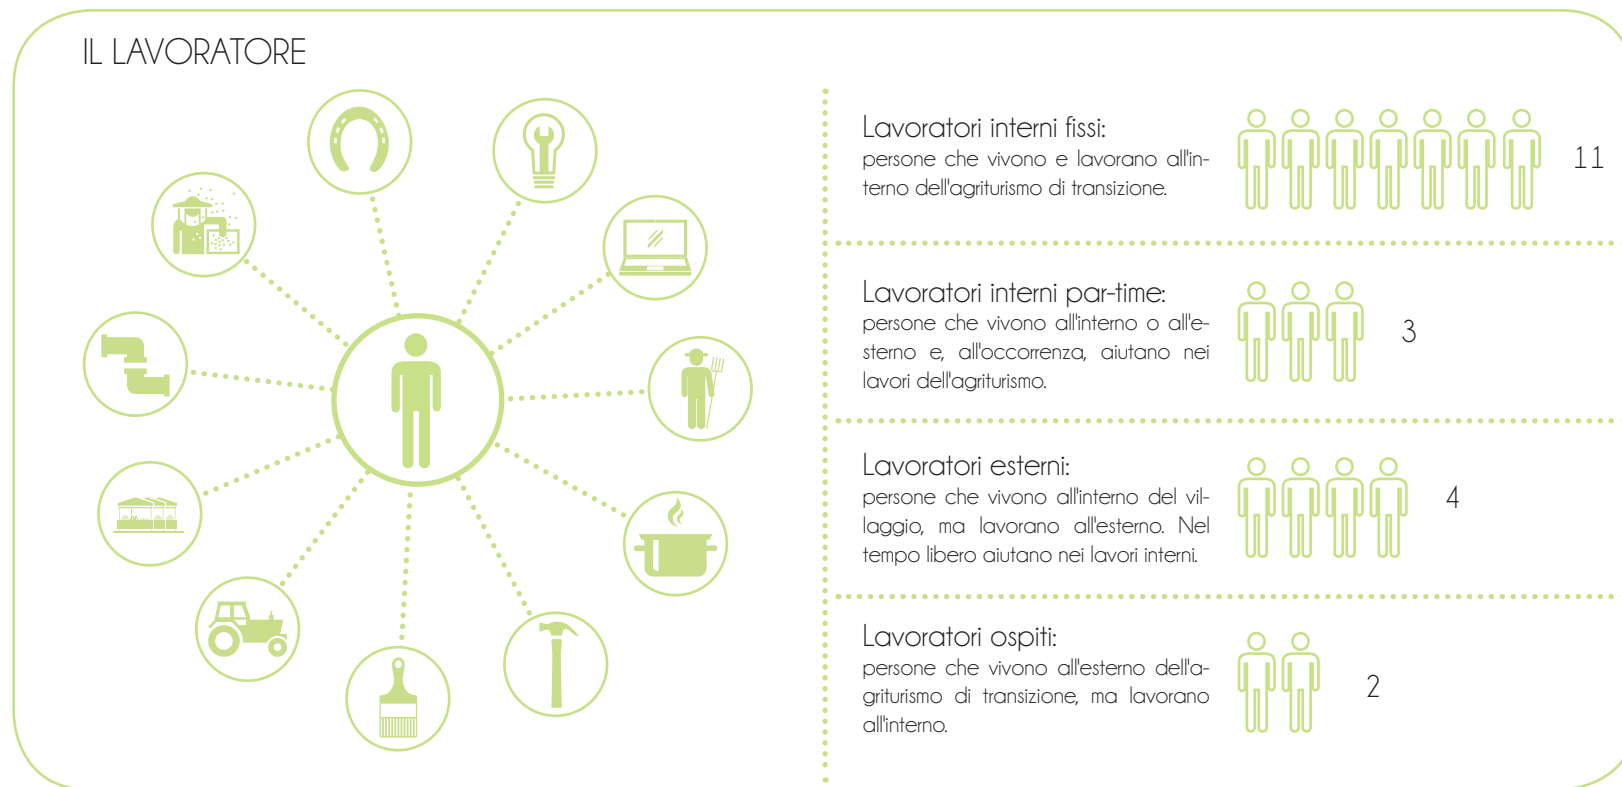 IL LAVORATORE
Lavoratori interni fissi:
persone che vivono e lavorano all'in-
terno dell'agriturismo di transizione.
11
Lavoratori interni par-time:
persone che vivono all'interno o all'e-
sterno e, all'occorrenza, aiutano nei
lavori dell'agriturismo.
3
Lavoratori esterni:
persone che vivono all'interno del vil-
laggio, ma lavorano all'esterno. Nel
tempo libero aiutano nei lavori interni.
4
Lavoratori ospiti:
persone che vivono all'esterno dell'a-
griturismo di transizione, ma lavorano
all'interno.
2